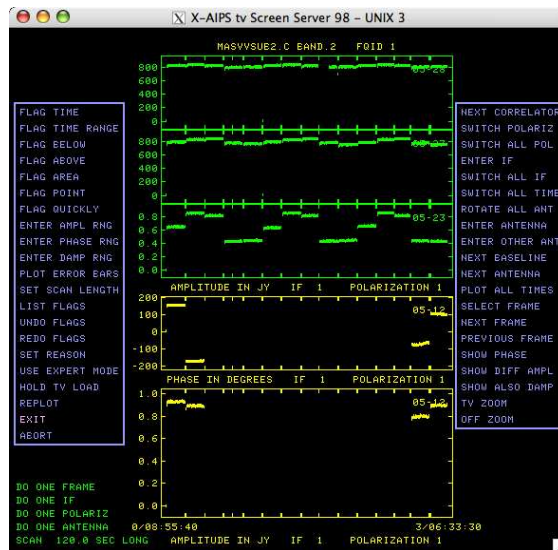 X-AIPS tv Screen Server 98 - UNIX 3
MASVVSUB2.C BAND.2 FQID 1
800
600
400
200
0
05-28
800
600
400
200
0
05-27
0.8
0.6
0.4
0.2
0.0
05-23
AMPLITUDE IN JY IF 1 POLARIZATION 1
200
100
0
-100
-200
05-12
PHASE IN DEGREES IF 1 POLARIZATION 1
1.0
0.8
0.6
0.4
0.2
0.0
05-12
0/08:55:40 3/06:33:30
AMPLITUDE IN JY IF 1 POLARIZATION 1
FLAG TIME
FLAG TIME RANGE
FLAG BELOW
FLAG ABOVE
FLAG AREA
FLAG POINT
FLAG QUICKLY
ENTER AMPL RNG
ENTER PHASE RNG
ENTER DAMP RNG
PLOT ERROR BARS
SET SCAN LENGTH
LIST FLAGS
UNDO FLAGS
REDO FLAGS
SET REASON
USE EXPERT MODE
HOLD TV LOAD
REPLOT
EXIT
ABORT
NEXT CORRELATOR
SWITCH POLARIZ
SWITCH ALL POL
ENTER IF
SWITCH ALL IF
SWITCH ALL TIME
ROTATE ALL ANT
ENTER ANTENNA
ENTER OTHER ANT
NEXT BASELINE
NEXT ANTENNA
PLOT ALL TIMES
SELECT FRAME
NEXT FRAME
PREVIOUS FRAME
SHOW PHASE
SHOW DIFF AMPL
SHOW ALSO DAMP
TV ZOOM
OFF ZOOM
DO ONE FRAME
DO ONE IF
DO ONE POLARIZ
DO ONE ANTENNA
SCAN 120.0 SEC LONG